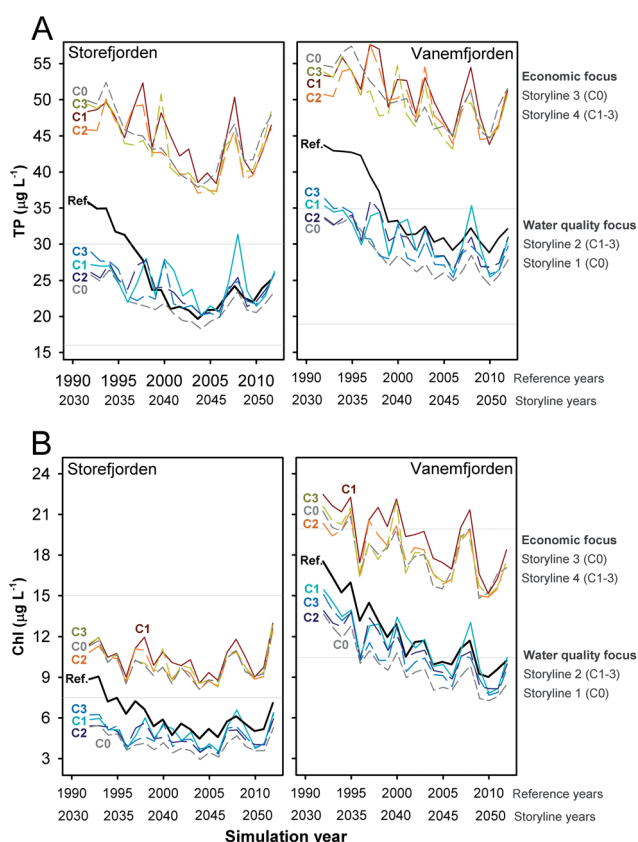 A
Storefjorden
Vanemfjorden
55
50
45
40
35
30
25
20
15
TP (µg L⁻¹)
C0
C3
C1
C2
Ref.
C3
C1
C2
C0
C0
C3
C1
C2
Ref.
C3
C1
C2
C0
Economic focus
Storyline 3 (C0)
Storyline 4 (C1-3)
Water quality focus
Storyline 2 (C1-3)
Storyline 1 (C0)
1990 1995 2000 2005 2010 1990 1995 2000 2005 2010 Reference years
2030 2035 2040 2045 2050 2030 2035 2040 2045 2050 Storyline years
B
Storefjorden
Vanemfjorden
24
21
18
15
12
9
6
3
Chl (µg L⁻¹)
C3
C0
C2
C1
Ref.
C3
C1
C2
C0
C1
C3
C0
C2
Ref.
C1
C3
C2
C0
Economic focus
Storyline 3 (C0)
Storyline 4 (C1-3)
Water quality focus
Storyline 2 (C1-3)
Storyline 1 (C0)
1990 1995 2000 2005 2010 1990 1995 2000 2005 2010 Reference years
2030 2035 2040 2045 2050 2030 2035 2040 2045 2050 Storyline years
Simulation year